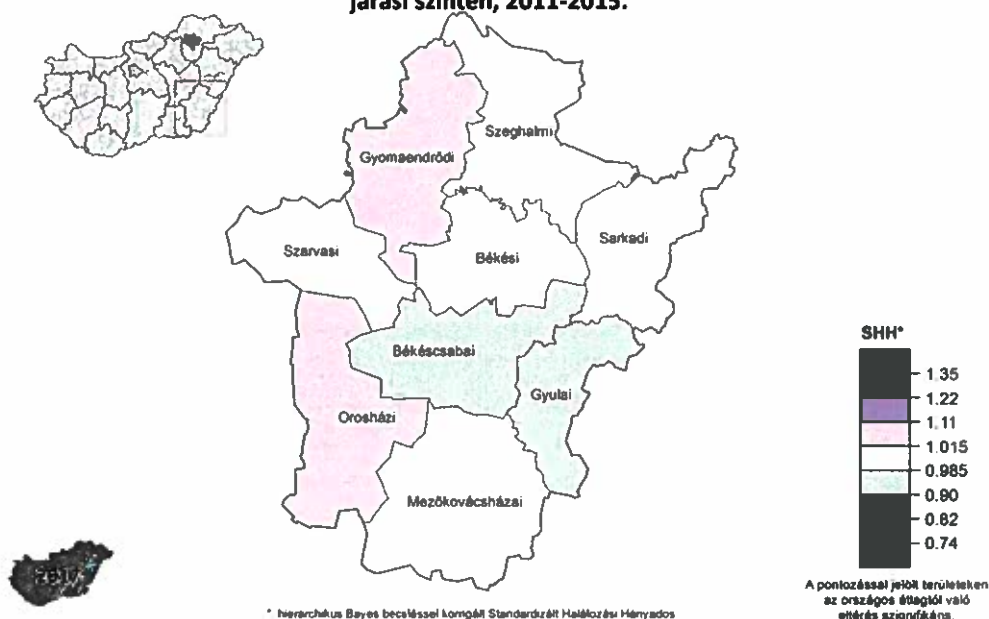 járási szinten, 2011-2015.
Szeghalmi
Gyomaendrődi
Sarkadi
Szarvasi
Békési
Békéscsabai
Gyulai
Orosházi
Mezőkovácsházai
SHH*
1.35
1.22
1.11
1.015
0.985
0.90
0.82
0.74
A pontozással jelölt területeken
az országos átlagtól való
eltérés szignifikáns.
* hierarchikus Bayes becsléssel korrigált Standardizált Halálozási Hányados
2017